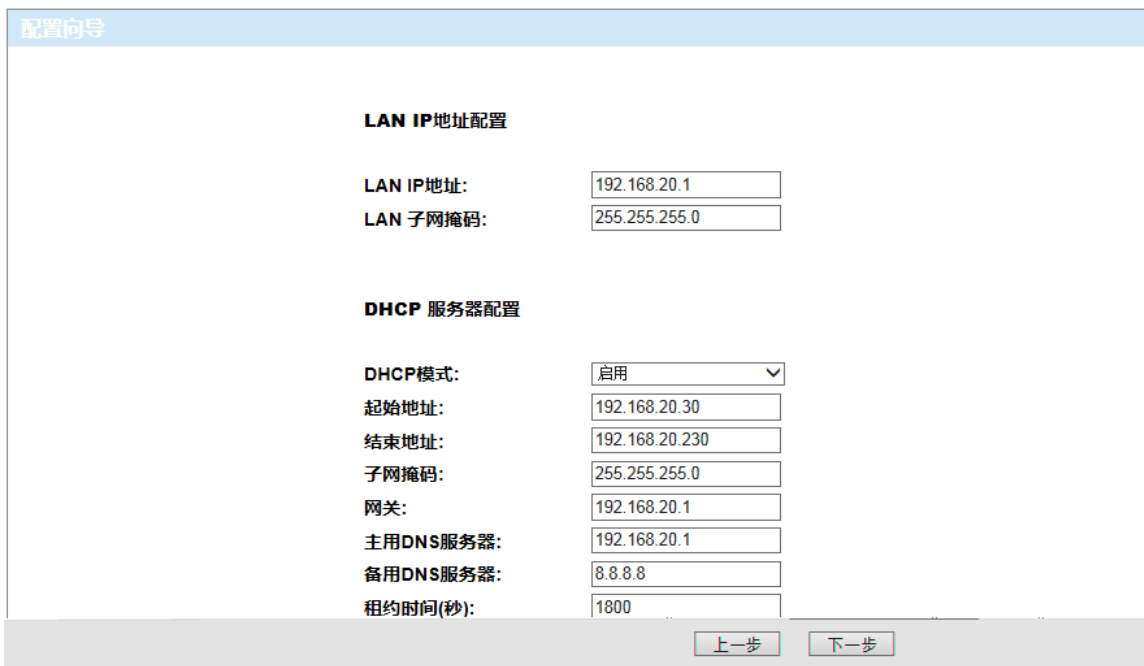 配置向导
LAN IP地址配置
LAN IP地址: 192.168.20.1
LAN 子网掩码: 255.255.255.0
DHCP 服务器配置
DHCP模式: 启用
起始地址: 192.168.20.30
结束地址: 192.168.20.230
子网掩码: 255.255.255.0
网关: 192.168.20.1
主用DNS服务器: 192.168.20.1
备用DNS服务器: 8.8.8.8
租约时间(秒): 1800
上一步 下一步